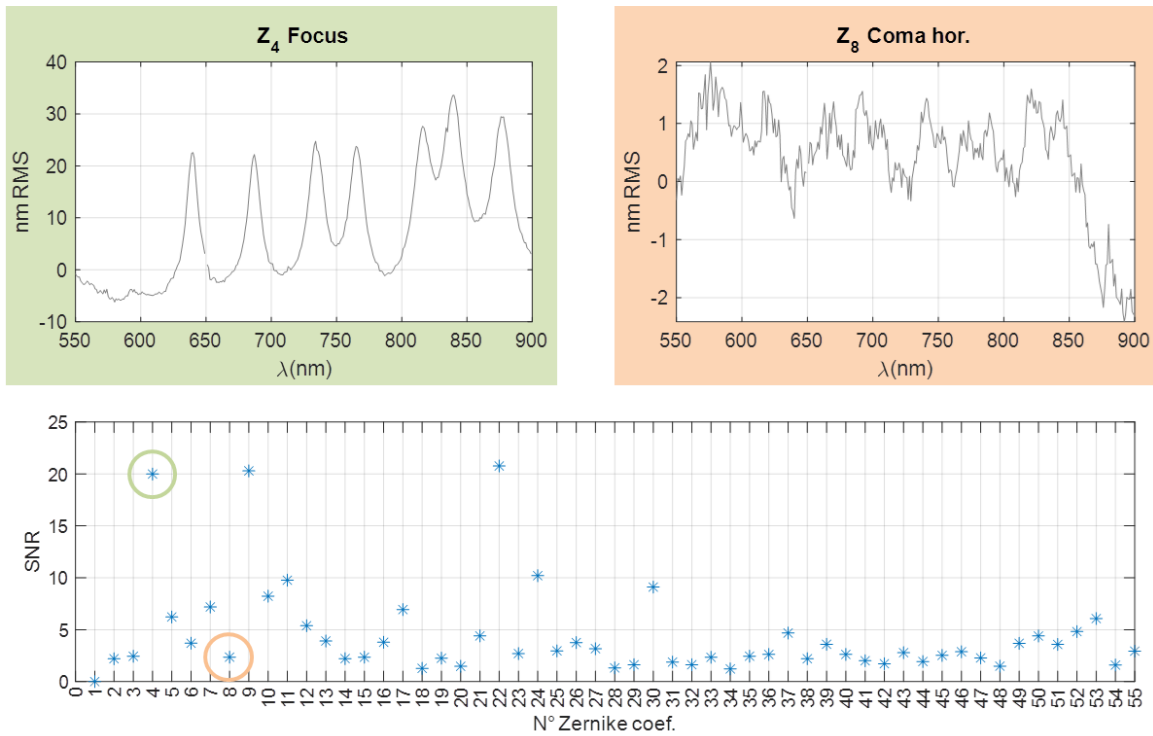 Z4 Focus
nm RMS
40
30
20
10
0
-10
550 600 650 700 750 800 850 900
λ(nm)
Z8 Coma hor.
nm RMS
2
1
0
-1
-2
550 600 650 700 750 800 850 900
λ(nm)
SNR
25
20
15
10
5
0
0 1 2 3 4 5 6 7 8 9 10 11 12 13 14 15 16 17 18 19 20 21 22 23 24 25 26 27 28 29 30 31 32 33 34 35 36 37 38 39 40 41 42 43 44 45 46 47 48 49 50 51 52 53 54 55
N° Zernike coef.